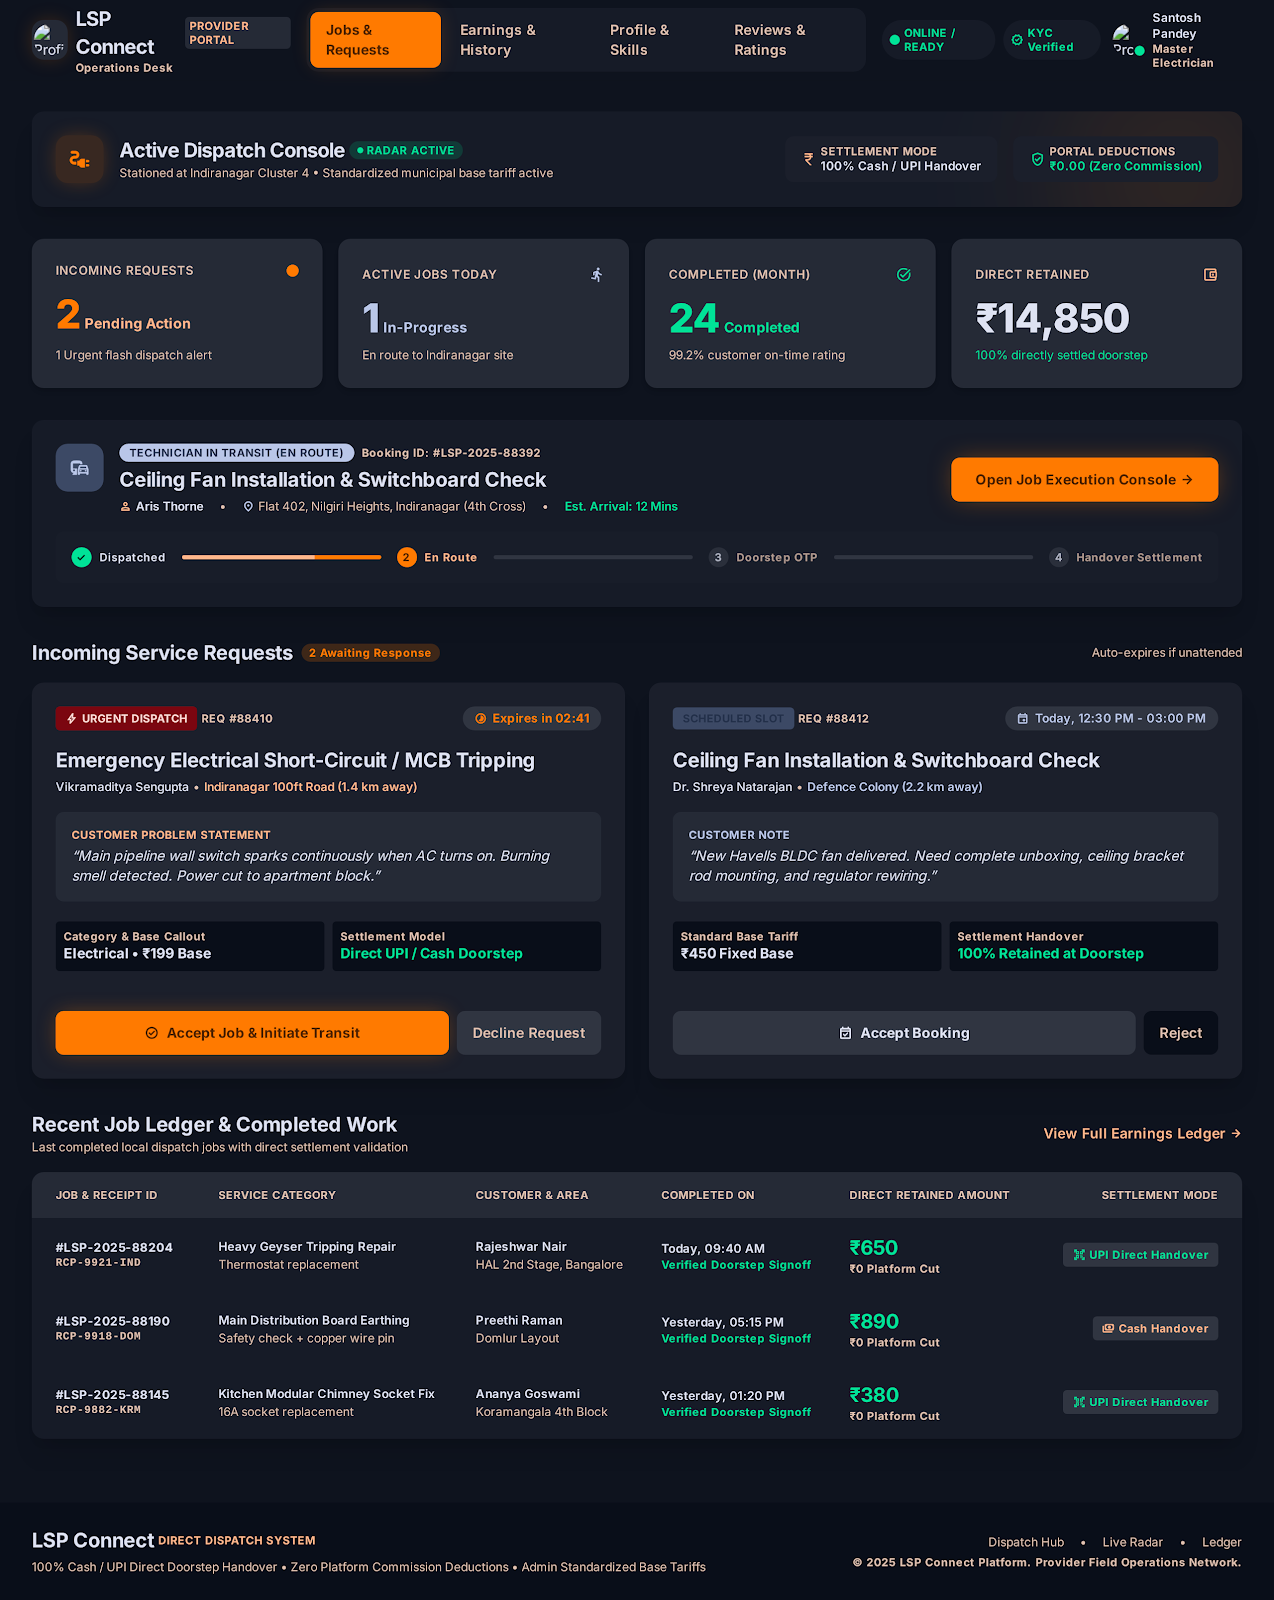 LSP Connect
Operations Desk
PROVIDER PORTAL
Jobs & Requests
Earnings & History
Profile & Skills
Reviews & Ratings
ONLINE / READY
KYC Verified
Santosh Pandey
Master Electrician
Active Dispatch Console
RADAR ACTIVE
Stationed at Indiranagar Cluster 4 • Standardized municipal base tariff active
SETTLEMENT MODE
100% Cash / UPI Handover
PORTAL DEDUCTIONS
₹0.00 (Zero Commission)
INCOMING REQUESTS
2 Pending Action
1 Urgent flash dispatch alert
ACTIVE JOBS TODAY
1 In-Progress
En route to Indiranagar site
COMPLETED (MONTH)
24 Completed
99.2% customer on-time rating
DIRECT RETAINED
₹14,850
100% directly settled doorstep
TECHNICIAN IN TRANSIT (EN ROUTE) Booking ID: #LSP-2025-88392
Ceiling Fan Installation & Switchboard Check
Aris Thorne • Flat 402, Nilgiri Heights, Indiranagar (4th Cross) • Est. Arrival: 12 Mins
Open Job Execution Console →
Dispatched
2 En Route
3 Doorstep OTP
4 Handover Settlement
Incoming Service Requests 2 Awaiting Response
Auto-expires if unattended
URGENT DISPATCH REQ #88410
Expires in 02:41
Emergency Electrical Short-Circuit / MCB Tripping
Vikramaditya Sengupta • Indiranagar 100ft Road (1.4 km away)
CUSTOMER PROBLEM STATEMENT
“Main pipeline wall switch sparks continuously when AC turns on. Burning
smell detected. Power cut to apartment block.”
Category & Base Callout
Electrical • ₹199 Base
Settlement Model
Direct UPI / Cash Doorstep
Accept Job & Initiate Transit
Decline Request
SCHEDULED SLOT REQ #88412
Today, 12:30 PM - 03:00 PM
Ceiling Fan Installation & Switchboard Check
Dr. Shreya Natarajan • Defence Colony (2.2 km away)
CUSTOMER NOTE
“New Havells BLDC fan delivered. Need complete unboxing, ceiling bracket
rod mounting, and regulator rewiring.”
Standard Base Tariff
₹450 Fixed Base
Settlement Handover
100% Retained at Doorstep
Accept Booking
Reject
Recent Job Ledger & Completed Work
Last completed local dispatch jobs with direct settlement validation
View Full Earnings Ledger →
JOB & RECEIPT ID SERVICE CATEGORY CUSTOMER & AREA COMPLETED ON DIRECT RETAINED AMOUNT SETTLEMENT MODE
#LSP-2025-88204 Heavy Geyser Tripping Repair Rajeshwar Nair Today, 09:40 AM ₹650 UPI Direct Handover
RCP-9921-IND Thermostat replacement HAL 2nd Stage, Bangalore Verified Doorstep Signoff ₹0 Platform Cut
#LSP-2025-88190 Main Distribution Board Earthing Preethi Raman Yesterday, 05:15 PM ₹890 Cash Handover
RCP-9918-DOM Safety check + copper wire pin Domlur Layout Verified Doorstep Signoff ₹0 Platform Cut
#LSP-2025-88145 Kitchen Modular Chimney Socket Fix Ananya Goswami Yesterday, 01:20 PM ₹380 UPI Direct Handover
RCP-9882-KRM 16A socket replacement Koramangala 4th Block Verified Doorstep Signoff ₹0 Platform Cut
LSP Connect DIRECT DISPATCH SYSTEM
100% Cash / UPI Direct Doorstep Handover • Zero Platform Commission Deductions • Admin Standardized Base Tariffs
Dispatch Hub • Live Radar • Ledger
© 2025 LSP Connect Platform. Provider Field Operations Network.